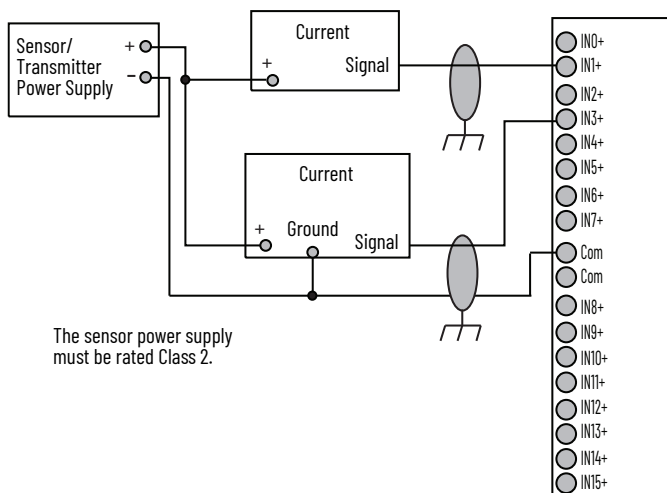 Sensor/
Transmitter
Power Supply
+
-
Current
+
Signal
Current
+
Ground
Signal
The sensor power supply
must be rated Class 2.
IN0+
IN1+
IN2+
IN3+
IN4+
IN5+
IN6+
IN7+
Com
Com
IN8+
IN9+
IN10+
IN11+
IN12+
IN13+
IN14+
IN15+